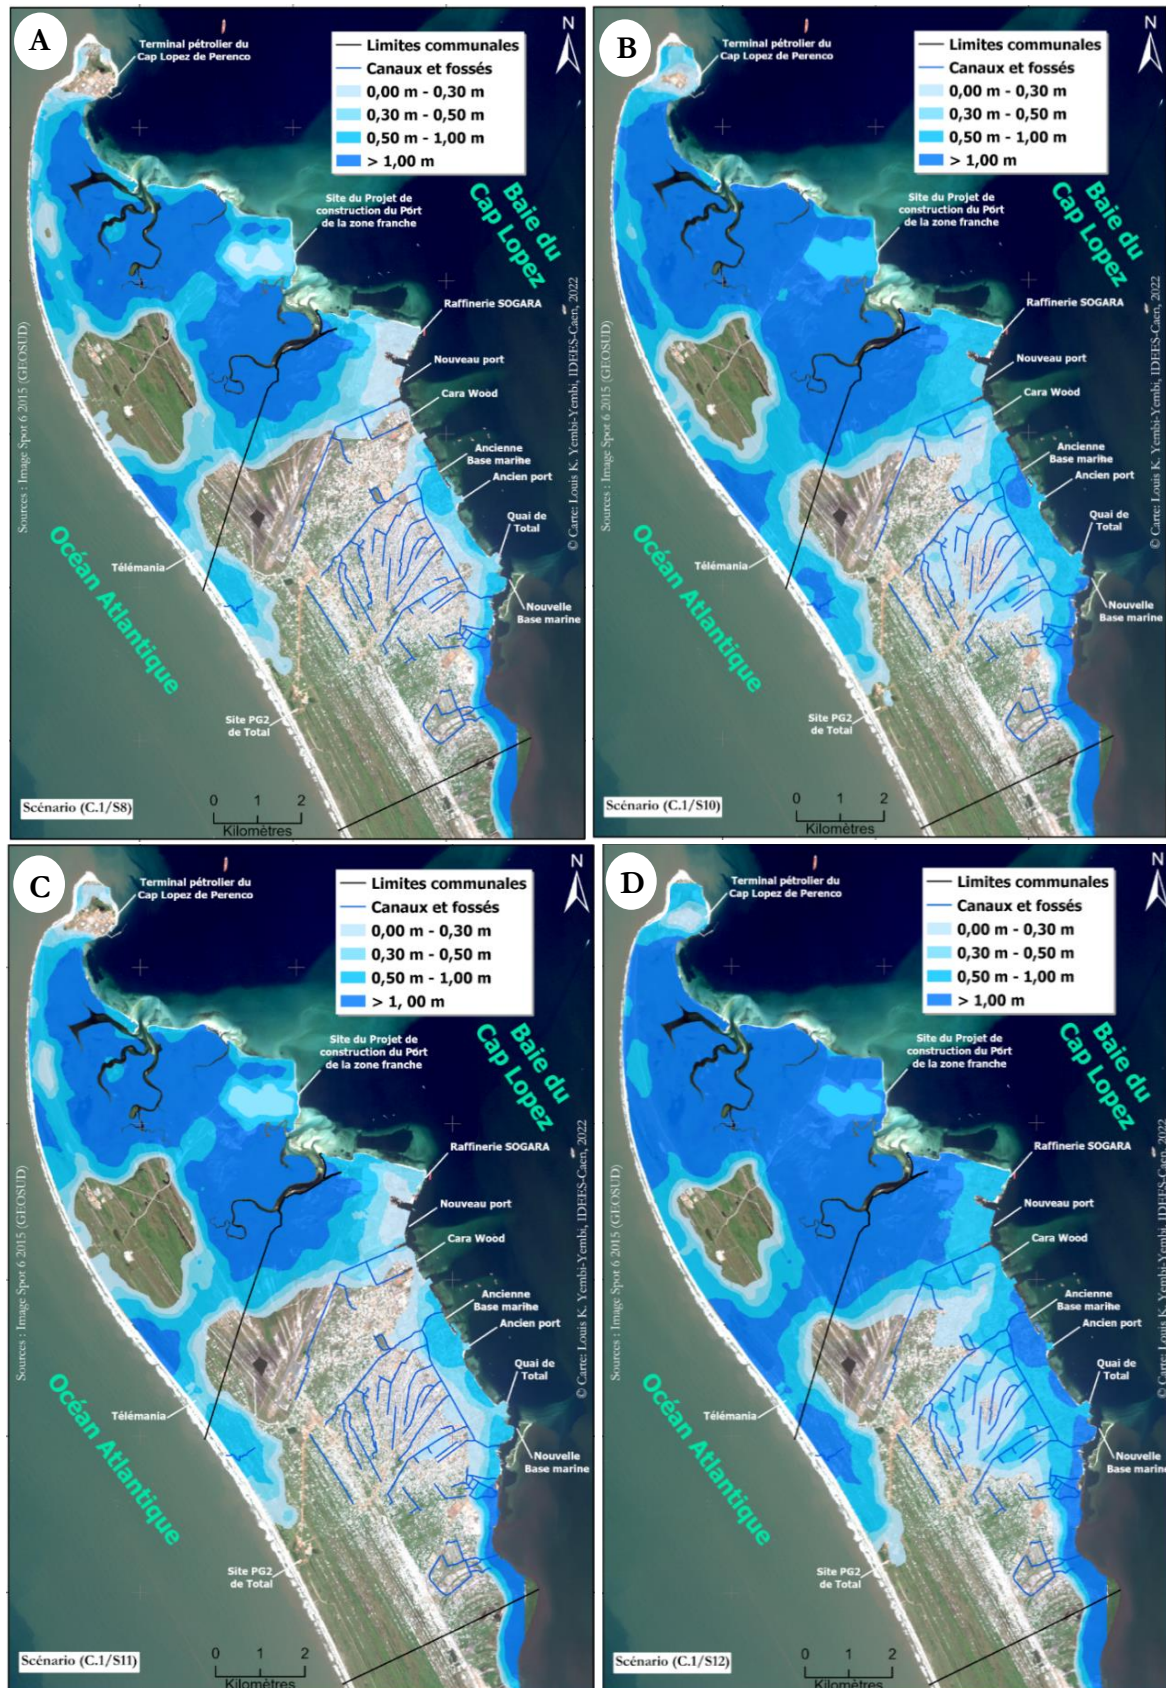 A
N
Terminal pétrolier du
Cap Lopez de Perenco
Limites communales
Canaux et fossés
0,00 m - 0,30 m
0,30 m - 0,50 m
0,50 m - 1,00 m
> 1,00 m
Baie du
Cap Lopez
Site du Projet de
construction du Port
de la zone franche
Raffinerie SOGARA
Nouveau port
Cara Wood
Ancienne
Base marine
Ancien port
Quai de
Total
Nouvelle
Base marine
Télémania
Océan Atlantique
Site PG2
de Total
Sources : Image Spot 6 2015 (GEOSUD)
© Carte: Louis K. Yembi-Yembi, IDEES-Caen, 2022
Scénario (C.1/S8)
0 1 2
Kilomètres
B
N
Terminal pétrolier du
Cap Lopez de Perenco
Limites communales
Canaux et fossés
0,00 m - 0,30 m
0,30 m - 0,50 m
0,50 m - 1,00 m
> 1,00 m
Baie du
Cap Lopez
Site du Projet de
construction du Port
de la zone franche
Raffinerie SOGARA
Nouveau port
Cara Wood
Ancienne
Base marine
Ancien port
Quai de
Total
Nouvelle
Base marine
Télémania
Océan Atlantique
Site PG2
de Total
Sources : Image Spot 6 2015 (GEOSUD)
© Carte: Louis K. Yembi-Yembi, IDEES-Caen, 2022
Scénario (C.1/S10)
0 1 2
Kilomètres
C
N
Terminal pétrolier du
Cap Lopez de Perenco
Limites communales
Canaux et fossés
0,00 m - 0,30 m
0,30 m - 0,50 m
0,50 m - 1,00 m
> 1, 00 m
Baie du
Cap Lopez
Site du Projet de
construction du Port
de la zone franche
Raffinerie SOGARA
Nouveau port
Cara Wood
Ancienne
Base marine
Ancien port
Quai de
Total
Nouvelle
Base marine
Télémania
Océan Atlantique
Site PG2
de Total
Sources : Image Spot 6 2015 (GEOSUD)
© Carte: Louis K. Yembi-Yembi, IDEES-Caen, 2022
Scénario (C.1/S11)
0 1 2
Kilomètres
D
N
Terminal pétrolier du
Cap Lopez de Perenco
Limites communales
Canaux et fossés
0,00 m - 0,30 m
0,30 m - 0,50 m
0,50 m - 1,00 m
> 1,00 m
Baie du
Cap Lopez
Site du Projet de
construction du Port
de la zone franche
Raffinerie SOGARA
Nouveau port
Cara Wood
Ancienne
Base marine
Ancien port
Quai de
Total
Nouvelle
Base marine
Télémania
Océan Atlantique
Site PG2
de Total
Sources : Image Spot 6 2015 (GEOSUD)
© Carte: Louis K. Yembi-Yembi, IDEES-Caen, 2022
Scénario (C.1/S12)
0 1 2
Kilomètres